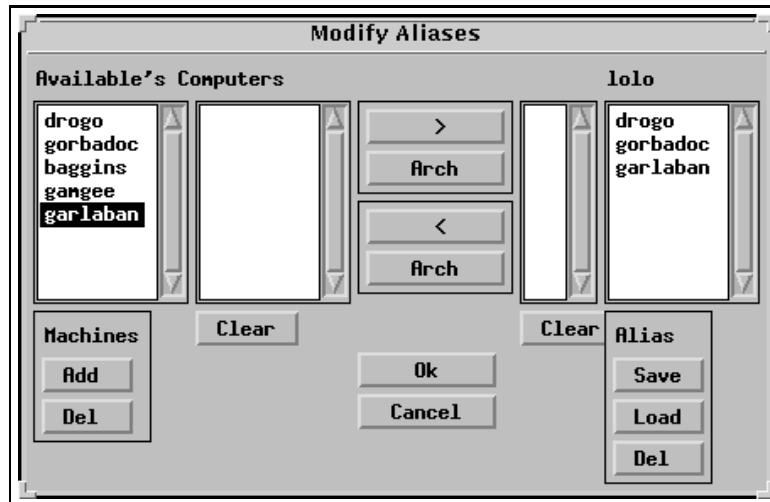 Modify Aliases
Available's Computers
lolo
drogo
gorbadoc
baggins
gamgee
garlaban
>
Arch
<
Arch
drogo
gorbadoc
garlaban
Clear
Clear
Machines
Add
Del
Ok
Cancel
Alias
Save
Load
Del